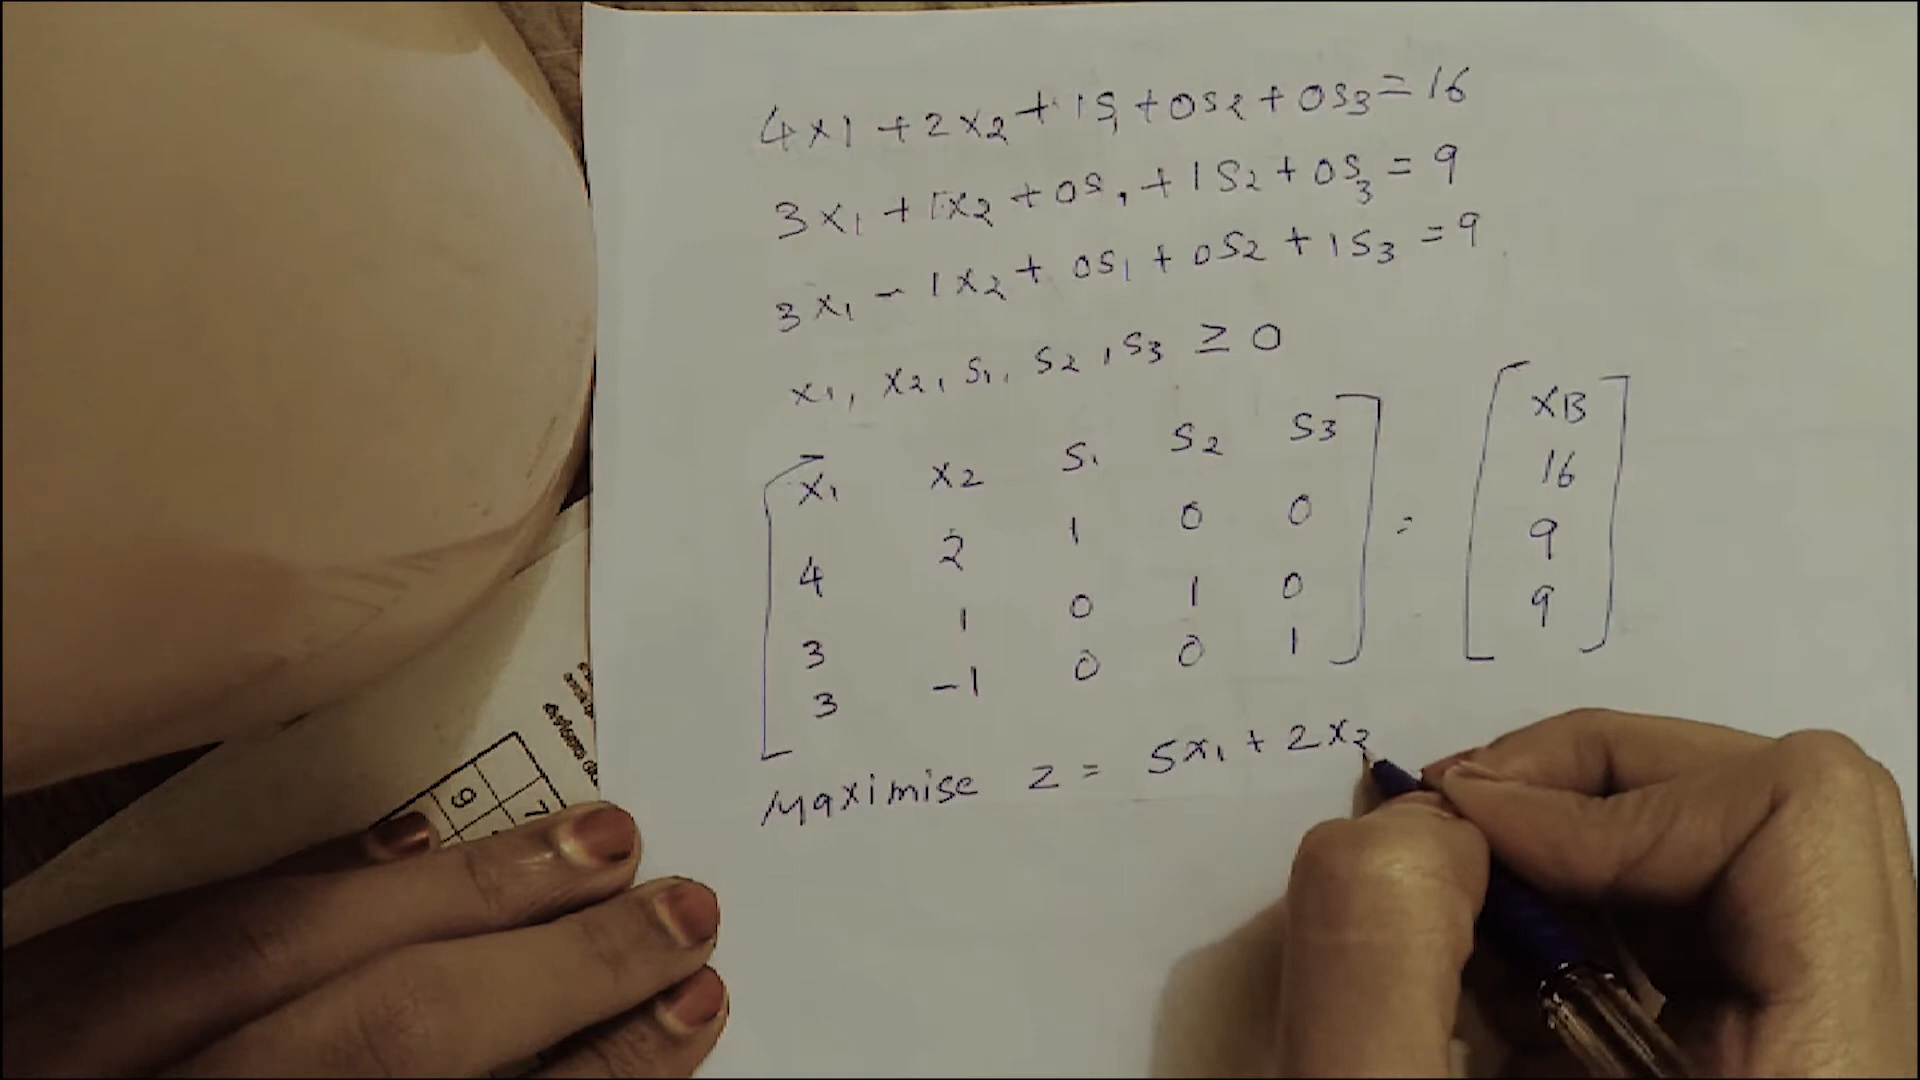 4x1 + 2x2 + 1S1 + 0S2 + 0S3 = 16
3x1 + 1x2 + 0S1 + 1S2 + 0S3 = 9
3x1 - 1x2 + 0S1 + 0S2 + 1S3 = 9
x1, x2, S1, S2, S3 ≥ 0
x1 x2 S1 S2 S3 = XB
4 2 1 0 0 16
3 1 0 1 0 9
3 -1 0 0 1 9
Maximise Z = 5x1 + 2x2
9 7